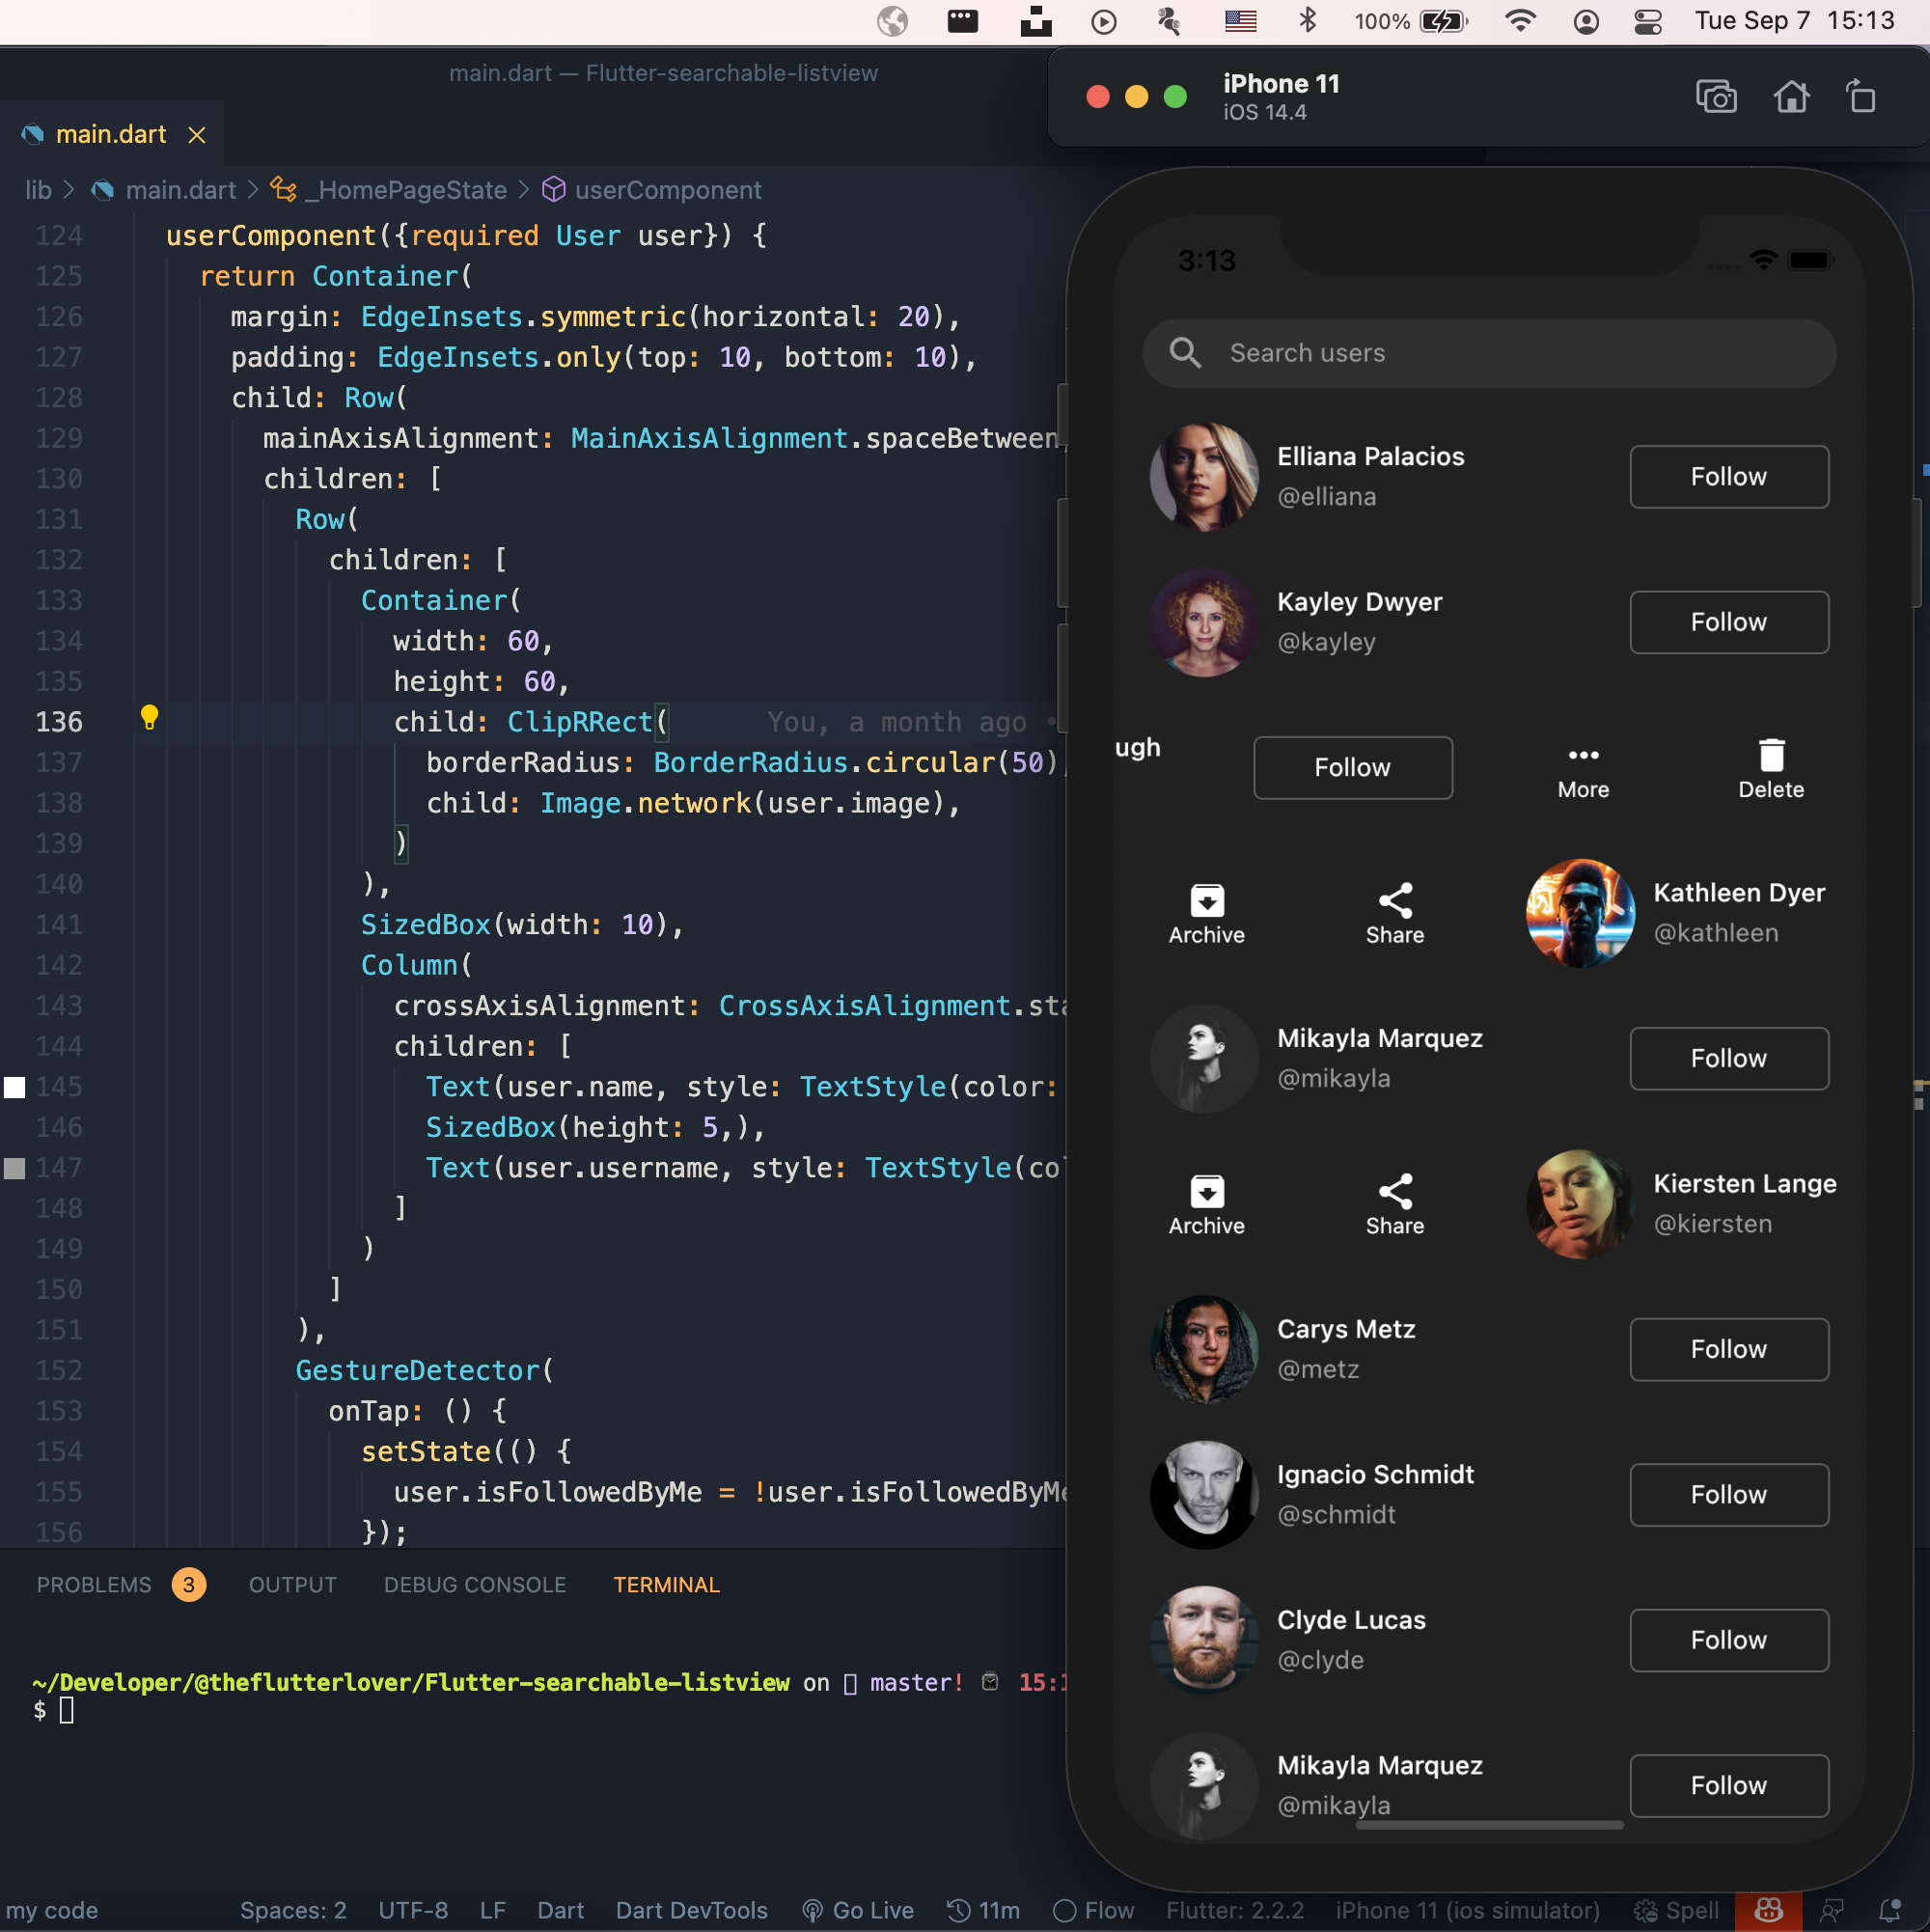 100%
Tue Sep 7 15:13
main.dart — Flutter-searchable-listview
main.dart
lib > main.dart > _HomePageState > userComponent
124 userComponent({required User user}) {
125 return Container(
126 margin: EdgeInsets.symmetric(horizontal: 20),
127 padding: EdgeInsets.only(top: 10, bottom: 10),
128 child: Row(
129 mainAxisAlignment: MainAxisAlignment.spaceBetween,
130 children: [
131 Row(
132 children: [
133 Container(
134 width: 60,
135 height: 60,
136 child: ClipRRect( You, a month ago •
137 borderRadius: BorderRadius.circular(50),
138 child: Image.network(user.image),
139 )
140 ),
141 SizedBox(width: 10),
142 Column(
143 crossAxisAlignment: CrossAxisAlignment.sta
144 children: [
145 Text(user.name, style: TextStyle(color:
146 SizedBox(height: 5,),
147 Text(user.username, style: TextStyle(co
148 ]
149 )
150 ]
151 ),
152 GestureDetector(
153 onTap: () {
154 setState(() {
155 user.isFollowedByMe = !user.isFollowedByMe
156 });
PROBLEMS 3 OUTPUT DEBUG CONSOLE TERMINAL
~/Developer/@theflutterlover/Flutter-searchable-listview on master! 15:1
$
my code Spaces: 2 UTF-8 LF Dart Dart DevTools Go Live 11m Flow Flutter: 2.2.2 iPhone 11 (ios simulator) Spell
iPhone 11
iOS 14.4
3:13
Search users
Elliana Palacios
@elliana
Follow
Kayley Dwyer
@kayley
Follow
ugh
Follow
More
Delete
Archive
Share
Kathleen Dyer
@kathleen
Mikayla Marquez
@mikayla
Follow
Archive
Share
Kiersten Lange
@kiersten
Carys Metz
@metz
Follow
Ignacio Schmidt
@schmidt
Follow
Clyde Lucas
@clyde
Follow
Mikayla Marquez
@mikayla
Follow